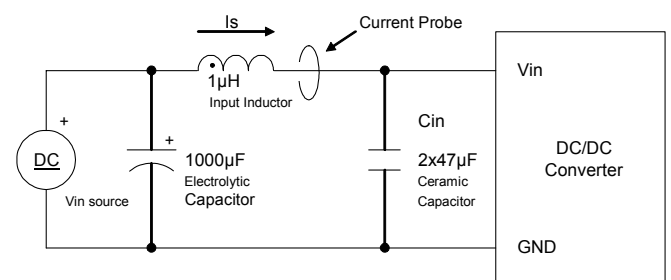 Is
Current Probe
1µH
Input Inductor
+
DC
Vin source
+
1000µF
Electrolytic
Capacitor
Cin
2x47µF
Ceramic
Capacitor
Vin
DC/DC
Converter
GND